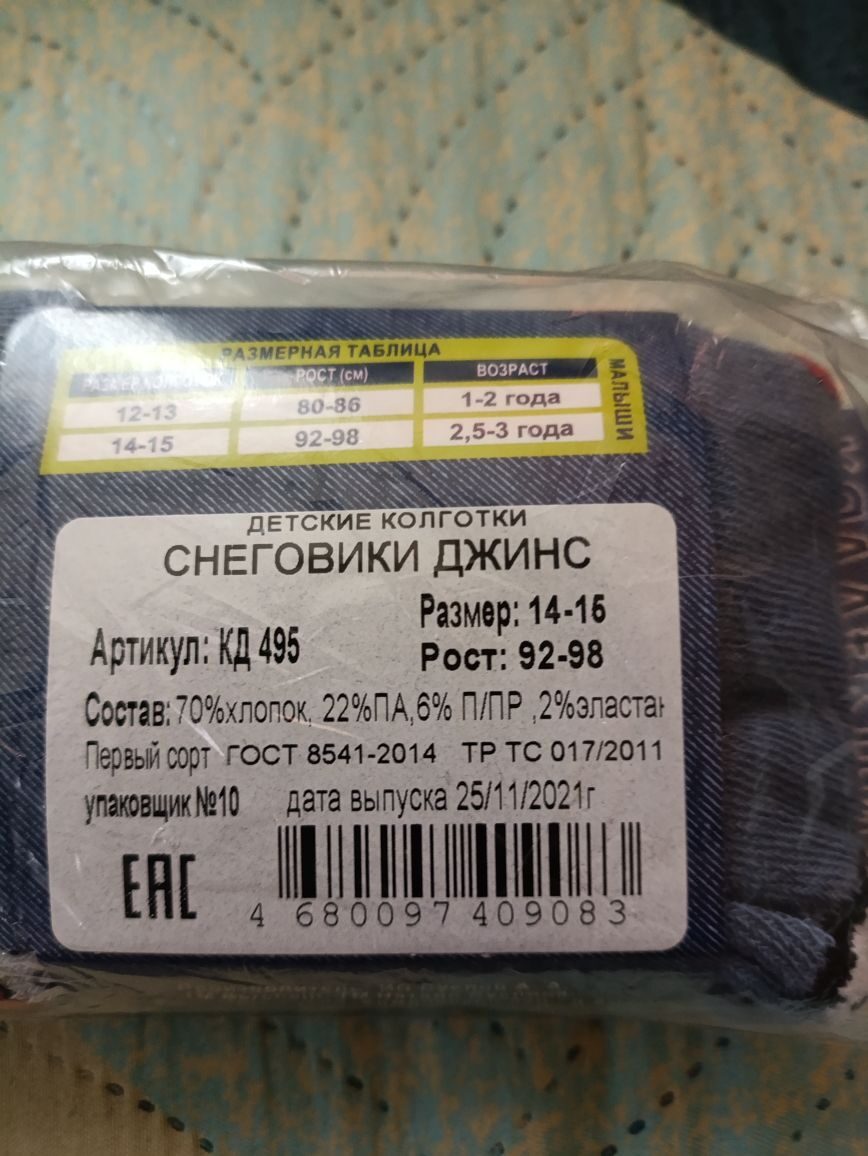 РАЗМЕРНАЯ ТАБЛИЦА
РАЗМЕР КОЛГОТОК РОСТ (см) ВОЗРАСТ
12-13 80-86 1-2 года
14-15 92-98 2,5-3 года
МАЛЫШИ
ДЕТСКИЕ КОЛГОТКИ
СНЕГОВИКИ ДЖИНС
Артикул: КД 495
Размер: 14-15
Рост: 92-98
Состав: 70%хлопок, 22%ПА,6% П/ПР ,2%эластан
Первый сорт ГОСТ 8541-2014 ТР ТС 017/2011
упаковщик №10 дата выпуска 25/11/2021г
ЕАС
4 680097 409083